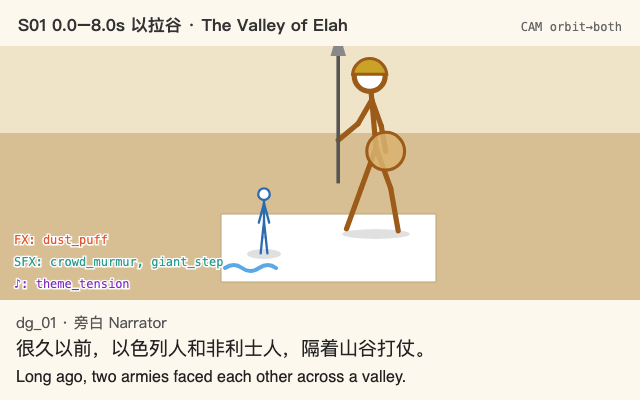 S01 0.0–8.0s 以拉谷 · The Valley of Elah
CAM orbit→both
FX: dust_puff
SFX: crowd_murmur, giant_step
♪: theme_tension
dg_01 · 旁白 Narrator
很久以前，以色列人和非利士人，隔着山谷打仗。
Long ago, two armies faced each other across a valley.